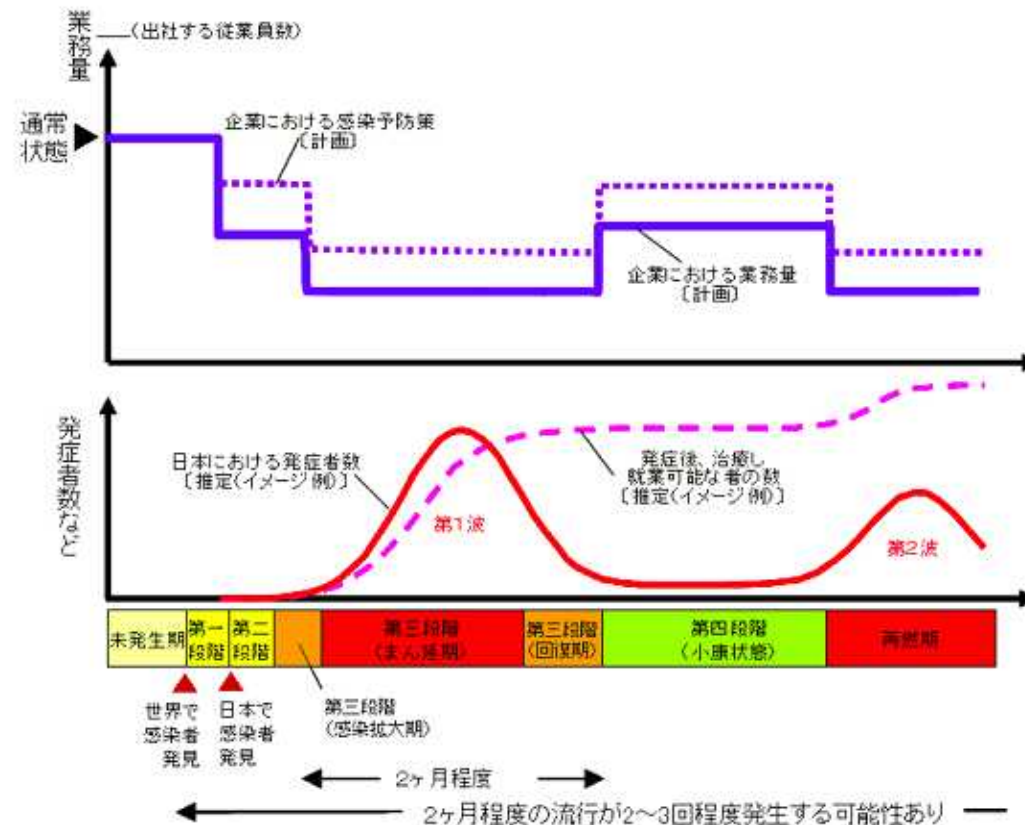 業務量
(出社する従業員数)
通常
状態
企業における感染予防策
〔計画〕
企業における業務量
〔計画〕
発症者数など
日本における発症者数
〔推定(イメージ例)〕
発症後、治療し
就業可能な者の数
〔推定(イメージ例)〕
第1波
第2波
未発生期
第一
段階
第二
段階
第三段階
(まん延期)
第三段階
(回復期)
第四段階
(小康状態)
再燃期
世界で
感染者
発見
日本で
感染者
発見
第三段階
(感染拡大期)
2ヶ月程度
2ヶ月程度の流行が2～3回程度発生する可能性あり